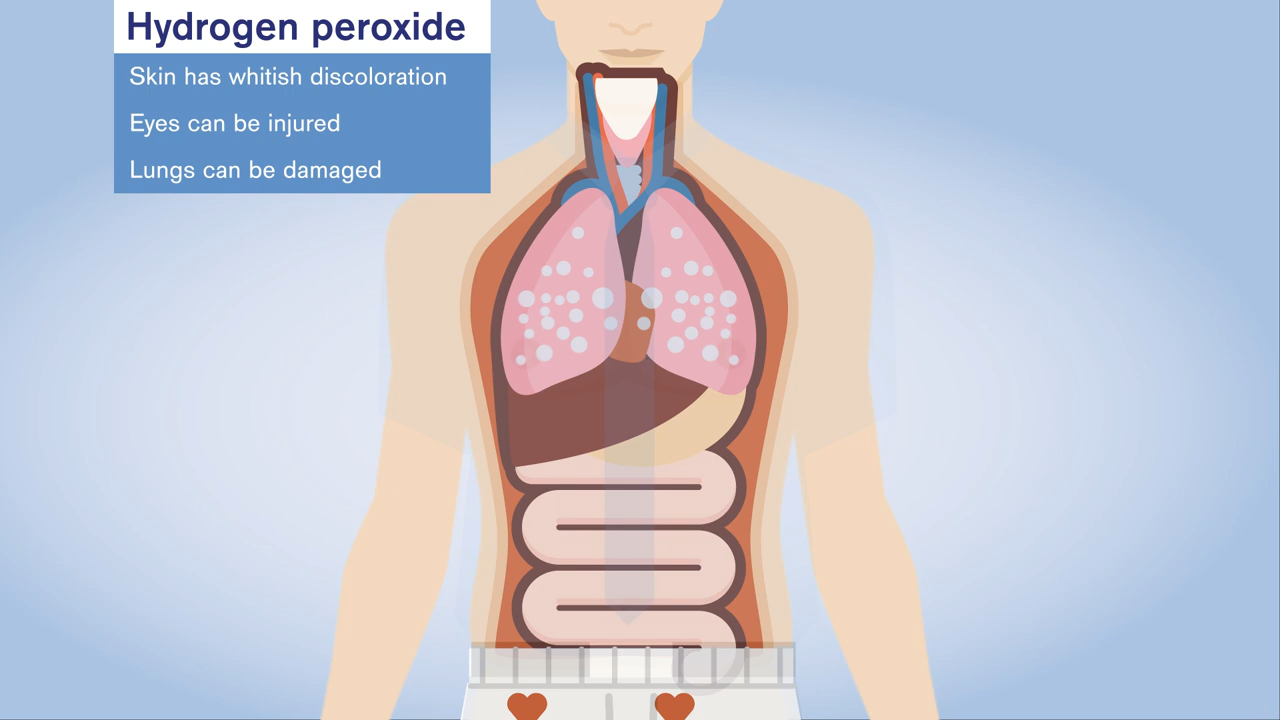 Hydrogen peroxide
Skin has whitish discoloration
Eyes can be injured
Lungs can be damaged